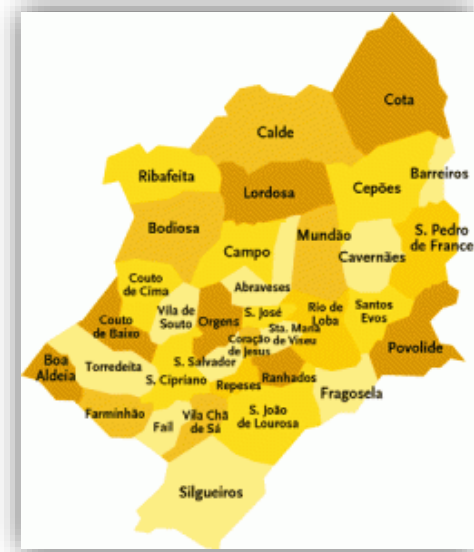 Cota
Calde
Barreiros
Ribafeita
Lordosa
Cepões
Bodiosa
Mundão
S. Pedro
de France
Campo
Cavernães
Couto
de Cima
Abraveses
Vila de
Souto
S. José
Rio de
Loba
Santos
Evos
Couto
de Baixo
Orgens
Sta. Maria
de Viseu
Coração
de Jesus
Povolide
Boa
Aldeia
Torredeita
S. Salvador
S. Cipriano
Repeses
Ranhados
Fragosela
Farminhão
Fail
Vila Chã
de Sá
S. João
de Lourosa
Silgueiros